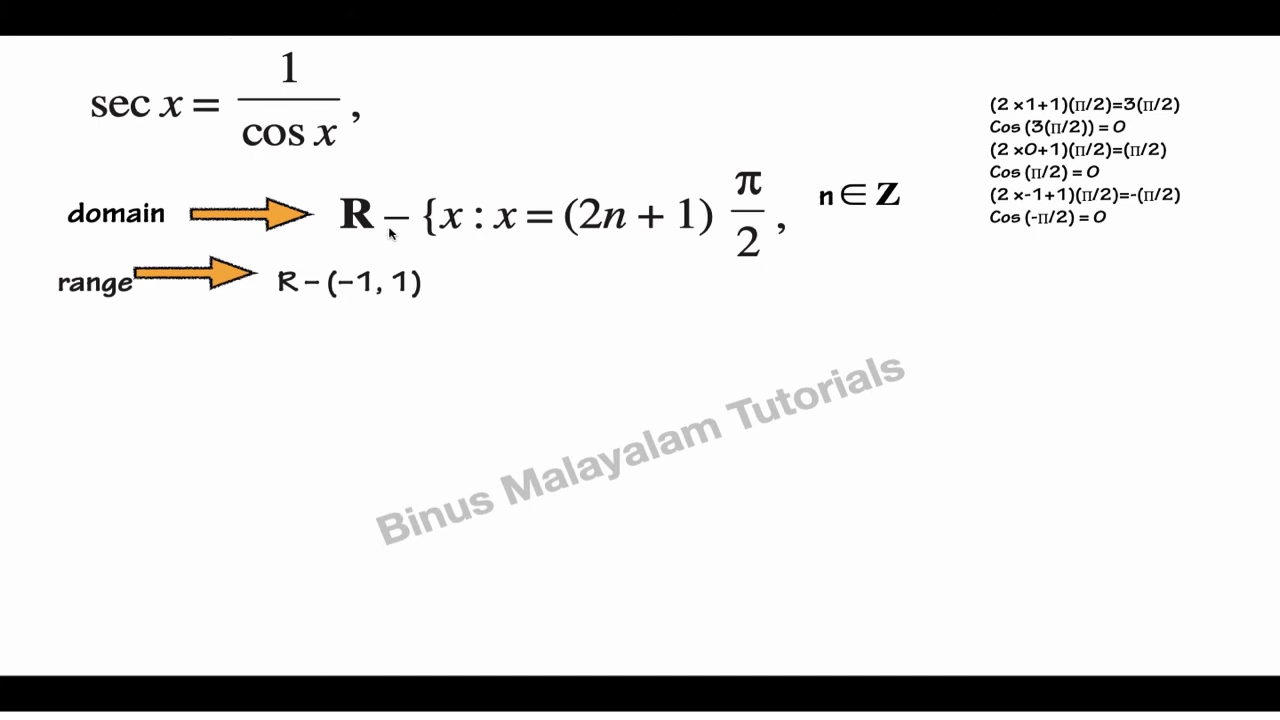 sec x = 1/cos x ,
domain R – {x : x = (2n + 1) π/2 , n ∈ Z
range R – (–1, 1)
(2 ×1+1)(π/2)=3(π/2)
Cos (3(π/2)) = 0
(2 ×0+1)(π/2)=(π/2)
Cos (π/2) = 0
(2 ×-1+1)(π/2)=-(π/2)
Cos (-π/2) = 0
Binus Malayalam Tutorials